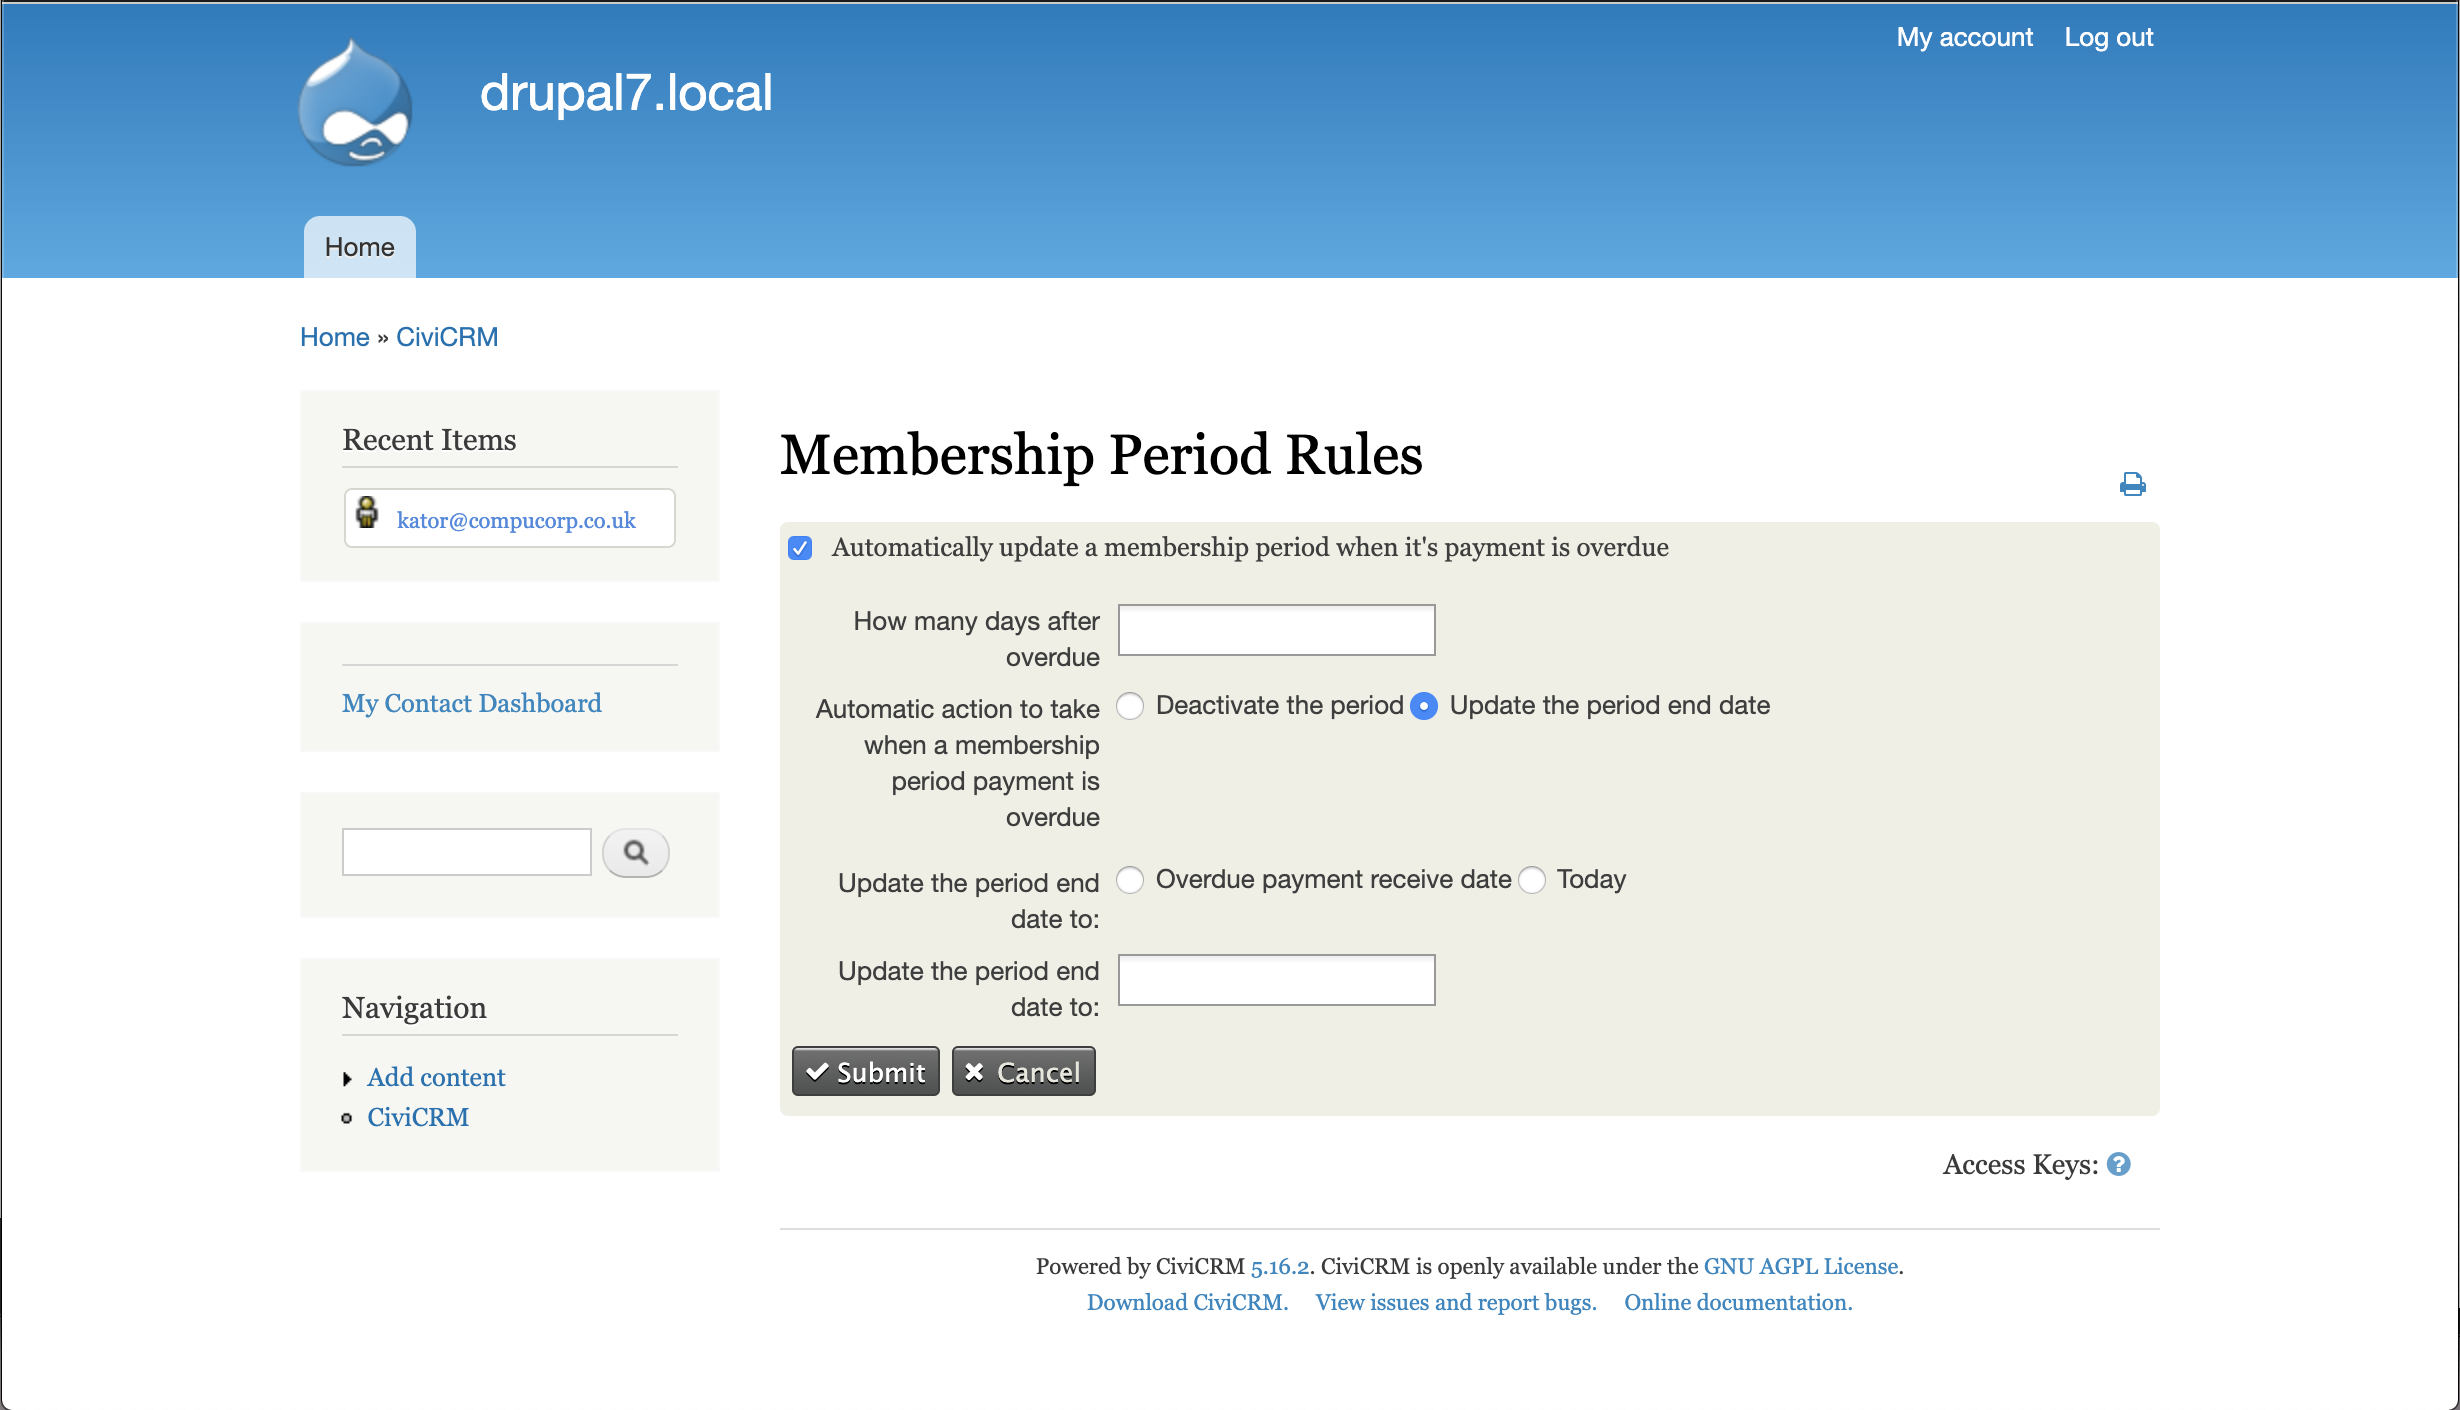 My account Log out
drupal7.local
Home
Home » CiviCRM
Recent Items
kator@compucorp.co.uk
My Contact Dashboard
Navigation
Add content
CiviCRM
Membership Period Rules
Automatically update a membership period when it's payment is overdue
How many days after
overdue
Automatic action to take
when a membership
period payment is
overdue
Deactivate the period Update the period end date
Update the period end
date to:
Overdue payment receive date Today
Update the period end
date to:
Submit Cancel
Access Keys: ?
Powered by CiviCRM 5.16.2. CiviCRM is openly available under the GNU AGPL License.
Download CiviCRM. View issues and report bugs. Online documentation.